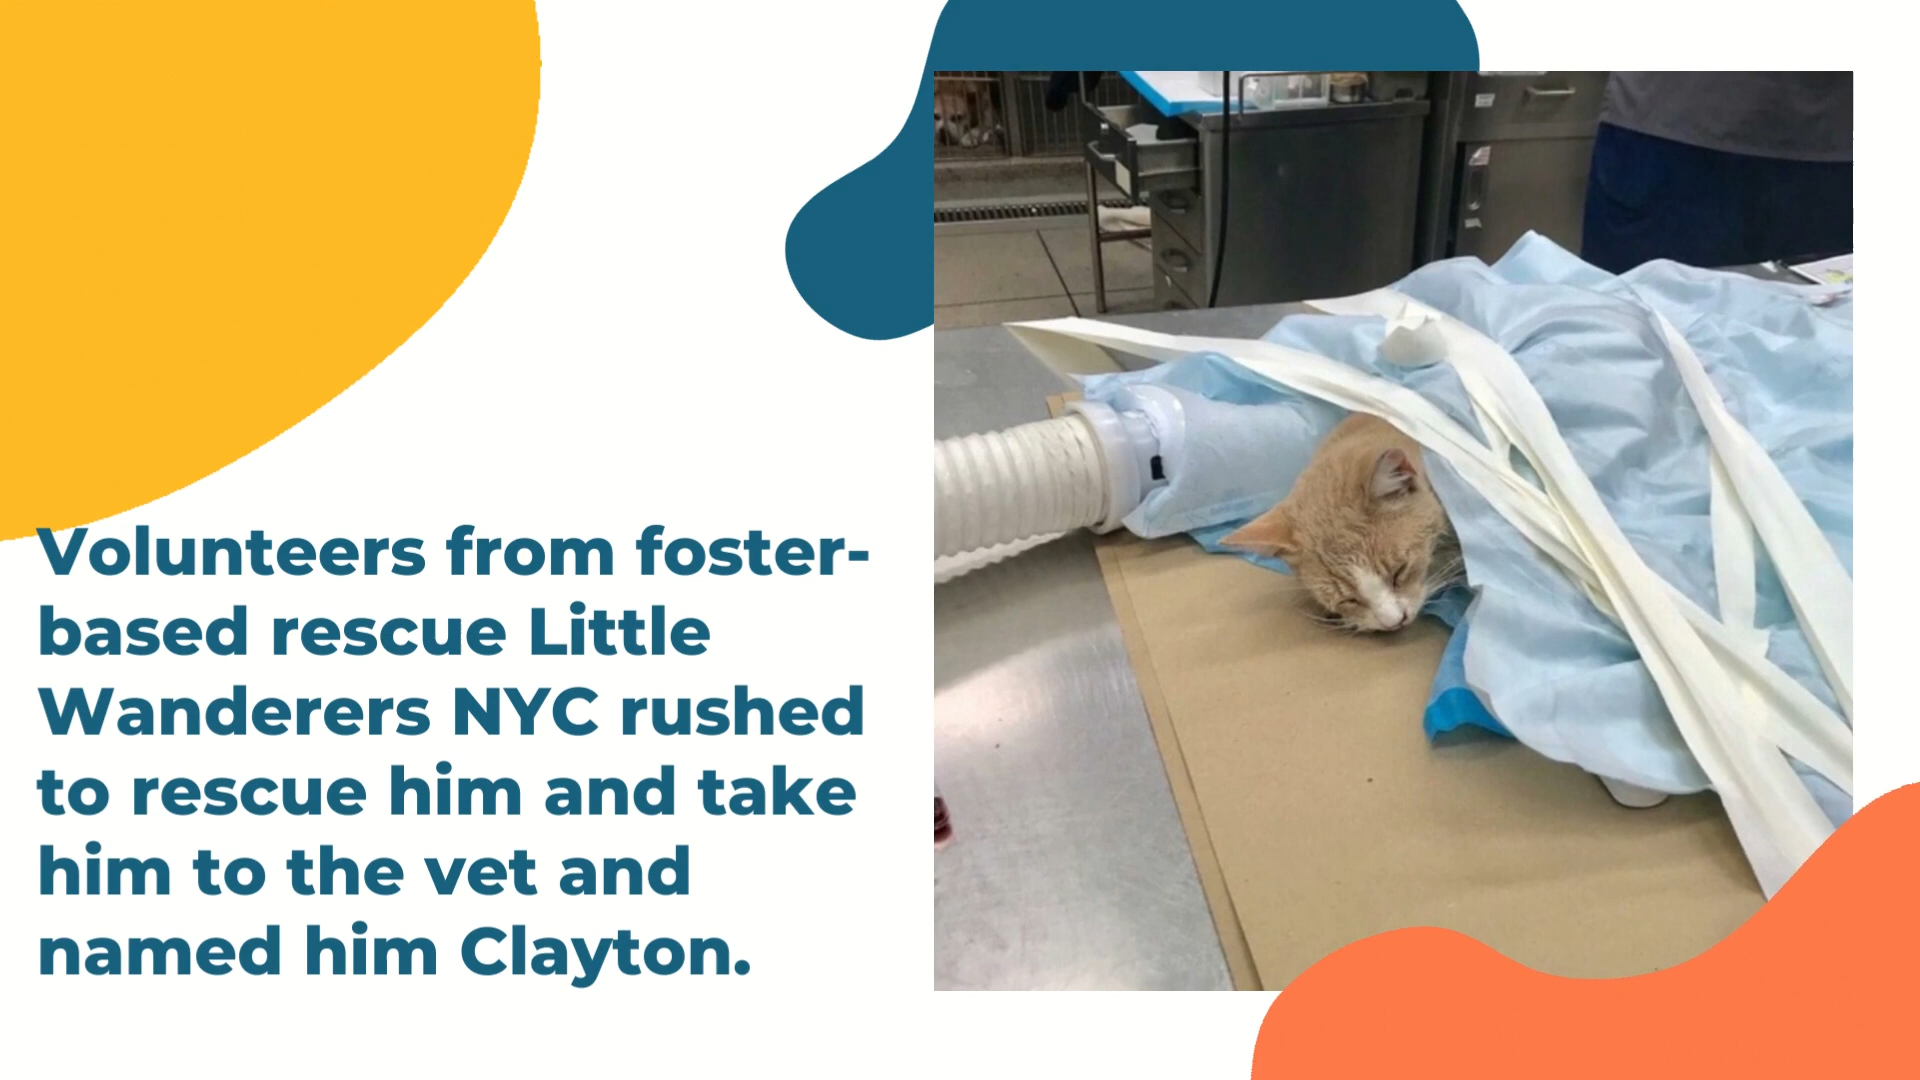 Volunteers from foster-
based rescue Little
Wanderers NYC rushed
to rescue him and take
him to the vet and
named him Clayton.